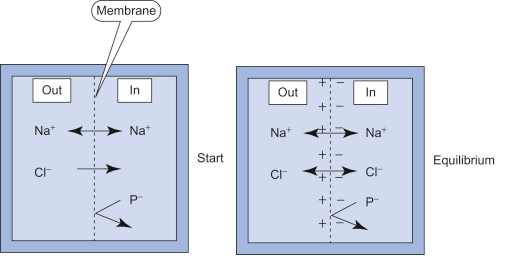 Membrane
Out In
Na⁺ Na⁺
Cl⁻
P⁻
Start
Out In
Na⁺ Na⁺
Cl⁻ Cl⁻
P⁻
+ −
+ −
+ −
+ −
+ −
+ −
+ −
Equilibrium